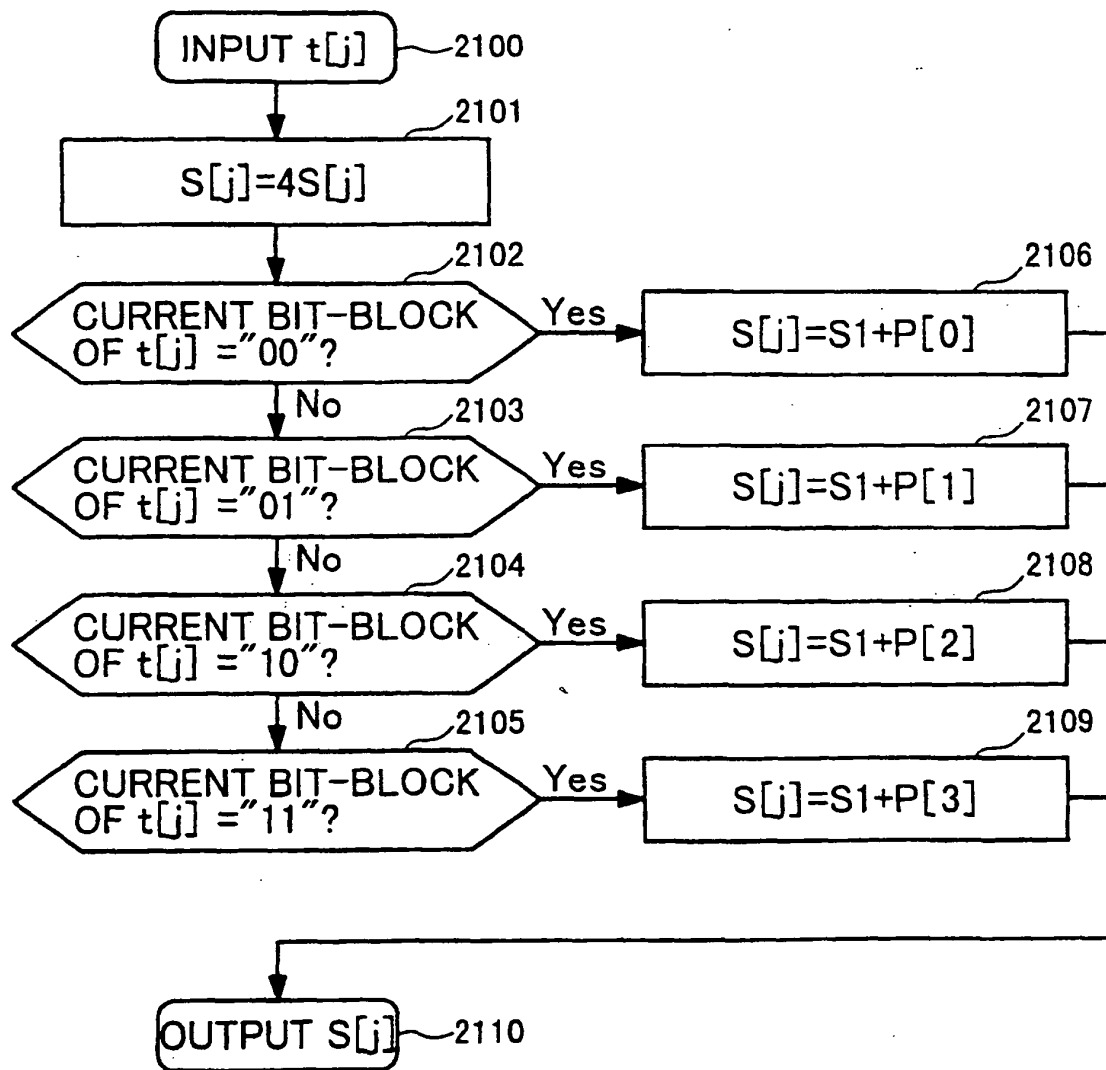 INPUT t[j]
2100
2101
S[j]=4S[j]
2102
CURRENT BIT-BLOCK
OF t[j] ="00"?
Yes
2106
S[j]=S1+P[0]
No
2103
CURRENT BIT-BLOCK
OF t[j] ="01"?
Yes
2107
S[j]=S1+P[1]
No
2104
CURRENT BIT-BLOCK
OF t[j] ="10"?
Yes
2108
S[j]=S1+P[2]
No
2105
CURRENT BIT-BLOCK
OF t[j] ="11"?
Yes
2109
S[j]=S1+P[3]
OUTPUT S[j]
2110